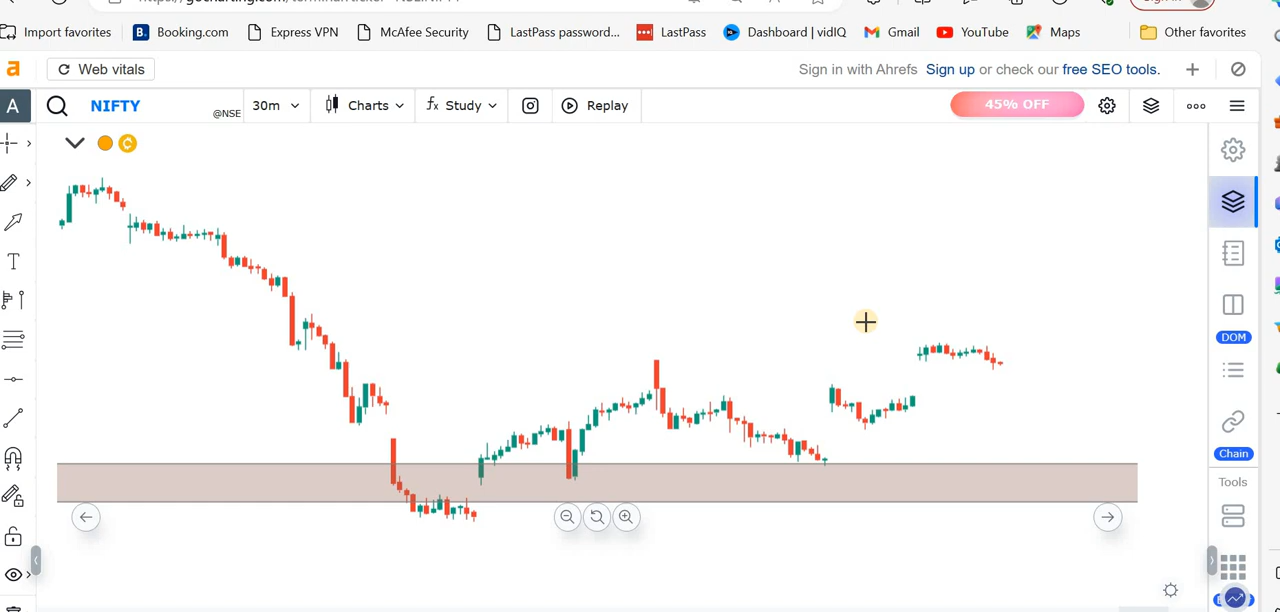 Import favorites B. Booking.com Express VPN McAfee Security LastPass password... LastPass Dashboard | vidIQ Gmail YouTube Maps Other favorites
a Web vitals Sign in with Ahrefs Sign up or check our free SEO tools.
A NIFTY @NSE 30m Charts fx Study Replay 45% OFF
DOM
Chain
Tools